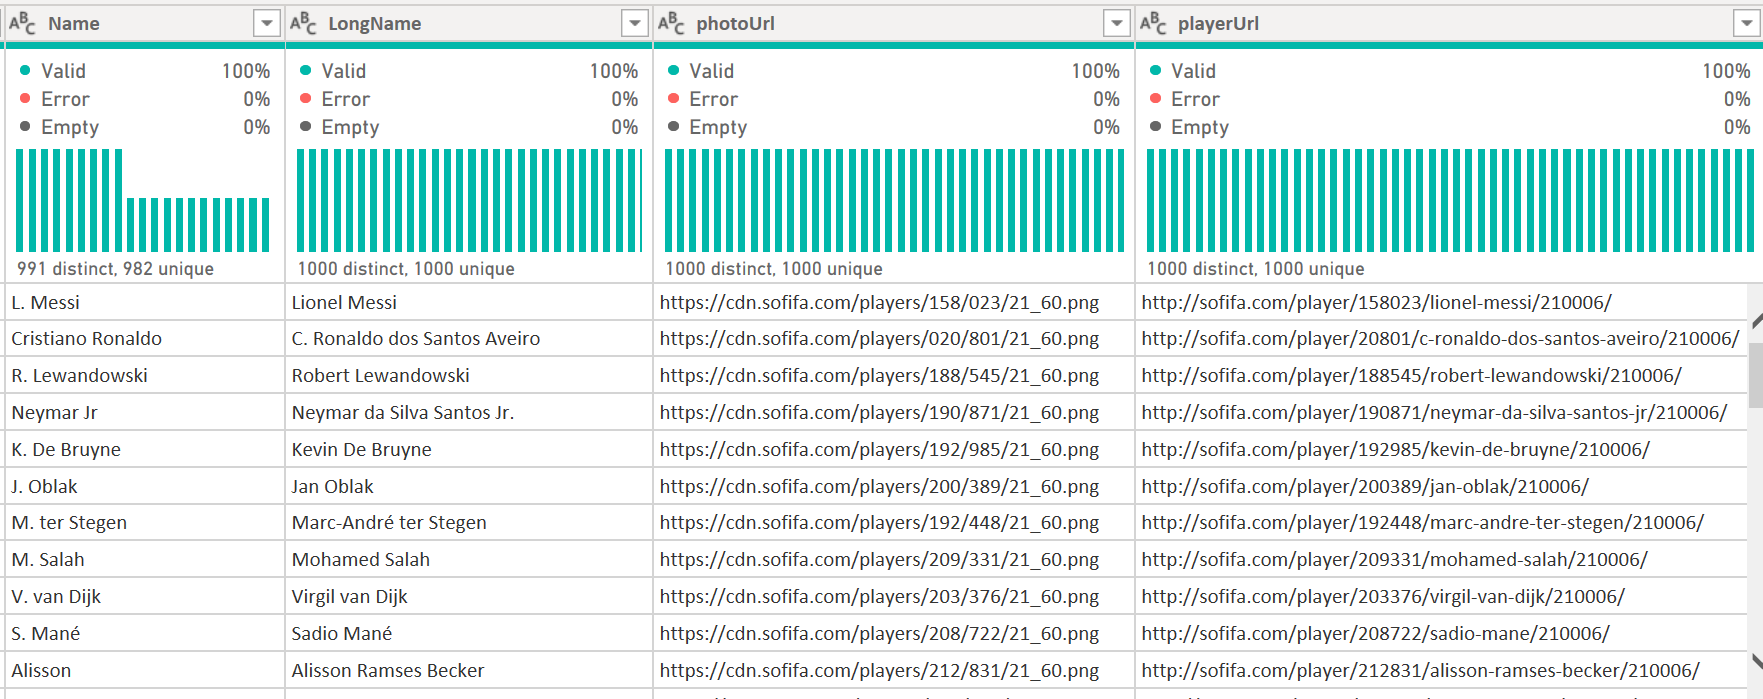 ABC Name ABC LongName ABC photoUrl ABC playerUrl
Valid 100% Valid 100% Valid 100% Valid 100%
Error 0% Error 0% Error 0% Error 0%
Empty 0% Empty 0% Empty 0% Empty 0%
991 distinct, 982 unique 1000 distinct, 1000 unique 1000 distinct, 1000 unique 1000 distinct, 1000 unique
L. Messi Lionel Messi https://cdn.sofifa.com/players/158/023/21_60.png http://sofifa.com/player/158023/lionel-messi/210006/
Cristiano Ronaldo C. Ronaldo dos Santos Aveiro https://cdn.sofifa.com/players/020/801/21_60.png http://sofifa.com/player/20801/c-ronaldo-dos-santos-aveiro/210006/
R. Lewandowski Robert Lewandowski https://cdn.sofifa.com/players/188/545/21_60.png http://sofifa.com/player/188545/robert-lewandowski/210006/
Neymar Jr Neymar da Silva Santos Jr. https://cdn.sofifa.com/players/190/871/21_60.png http://sofifa.com/player/190871/neymar-da-silva-santos-jr/210006/
K. De Bruyne Kevin De Bruyne https://cdn.sofifa.com/players/192/985/21_60.png http://sofifa.com/player/192985/kevin-de-bruyne/210006/
J. Oblak Jan Oblak https://cdn.sofifa.com/players/200/389/21_60.png http://sofifa.com/player/200389/jan-oblak/210006/
M. ter Stegen Marc-André ter Stegen https://cdn.sofifa.com/players/192/448/21_60.png http://sofifa.com/player/192448/marc-andre-ter-stegen/210006/
M. Salah Mohamed Salah https://cdn.sofifa.com/players/209/331/21_60.png http://sofifa.com/player/209331/mohamed-salah/210006/
V. van Dijk Virgil van Dijk https://cdn.sofifa.com/players/203/376/21_60.png http://sofifa.com/player/203376/virgil-van-dijk/210006/
S. Mané Sadio Mané https://cdn.sofifa.com/players/208/722/21_60.png http://sofifa.com/player/208722/sadio-mane/210006/
Alisson Alisson Ramses Becker https://cdn.sofifa.com/players/212/831/21_60.png http://sofifa.com/player/212831/alisson-ramses-becker/210006/